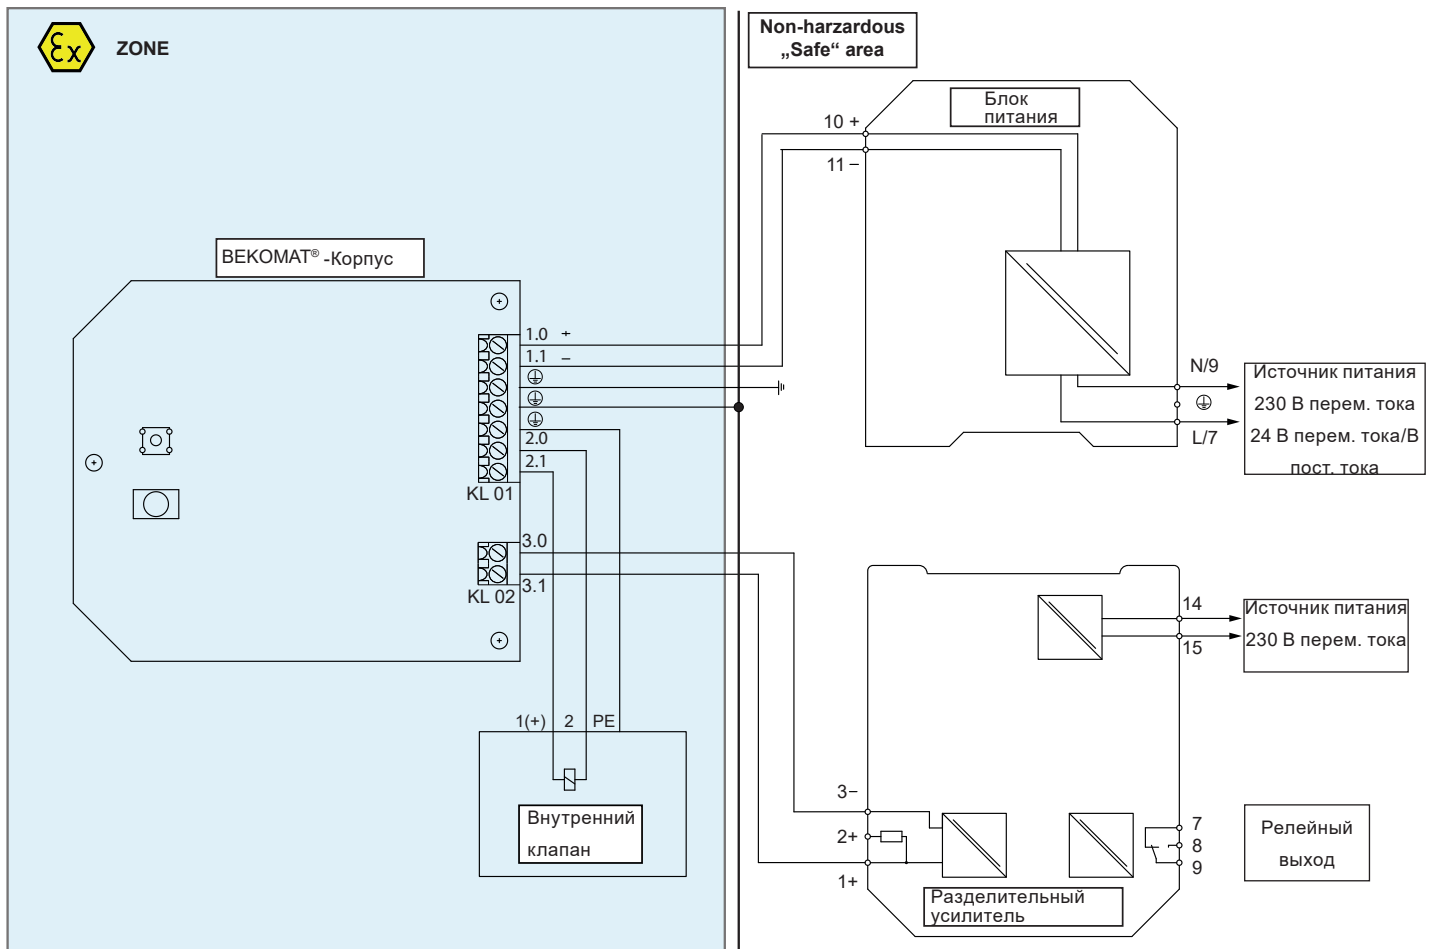 Ex
ZONE
Non-harzardous
„Safe“ area
Блок
питания
10 +
11 –
BEKOMAT® -Корпус
1.0 +
1.1 –
2.0
2.1
KL 01
3.0
3.1
KL 02
N/9
L/7
Источник питания
230 В перем. тока
24 В перем. тока/В
пост. тока
14
15
Источник питания
230 В перем. тока
1(+) 2 PE
Внутренний
клапан
3–
2+
1+
7
8
9
Релейный
выход
Разделительный
усилитель